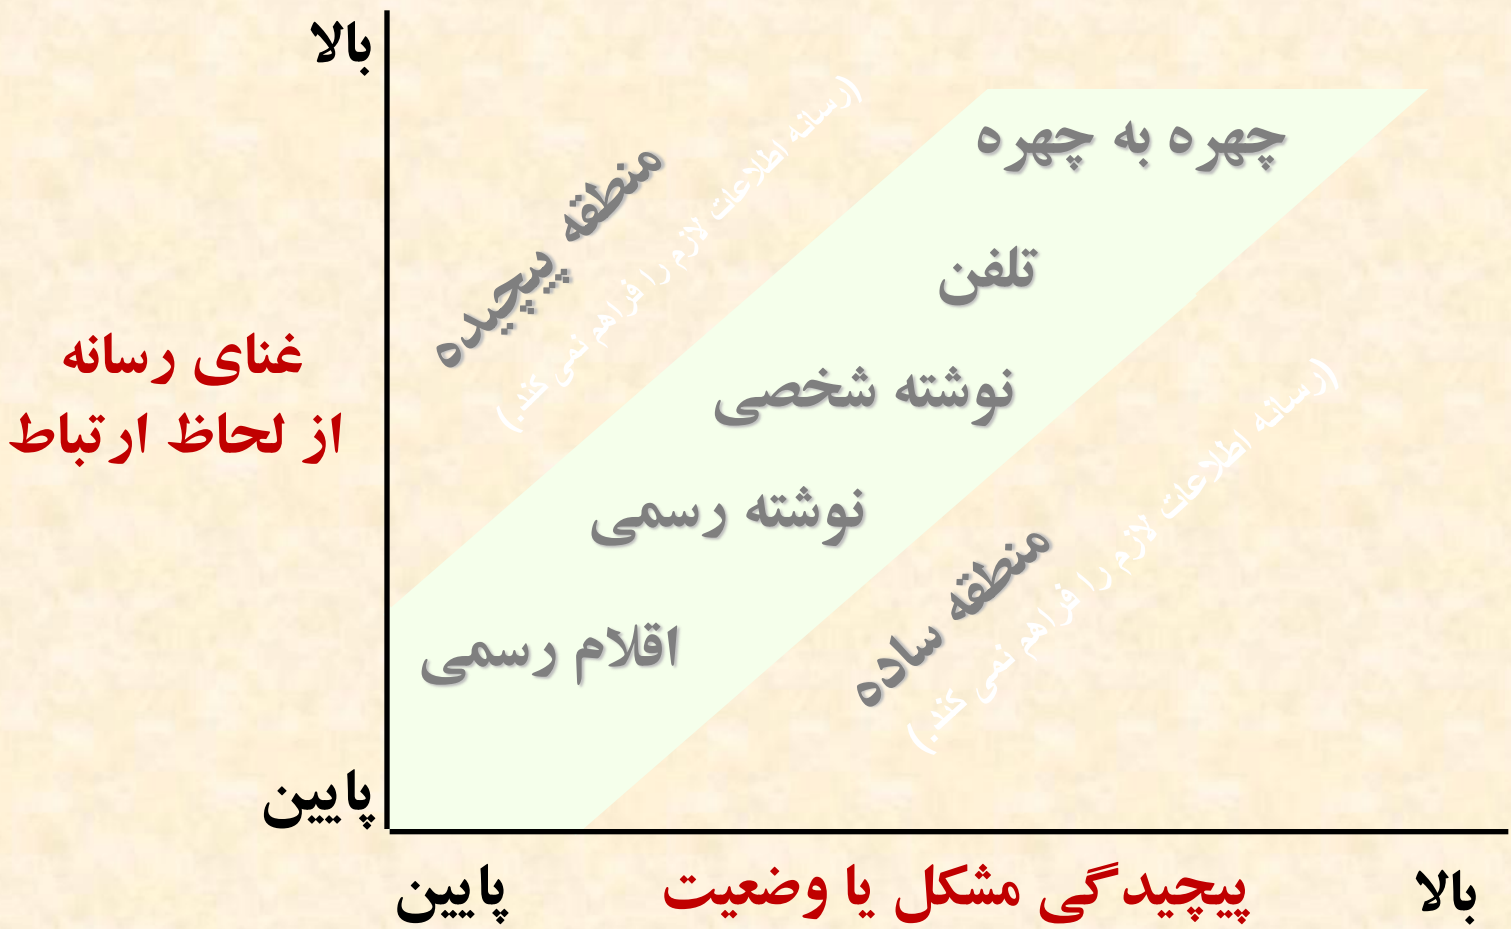 بالا
چهره به چهره
منطقه پیچیده
(رسانه اطلاعات لازم را فراهم نمی کند.)
تلفن
غنای رسانه
از لحاظ ارتباط
نوشته شخصی
نوشته رسمی
منطقه ساده
(رسانه اطلاعات لازم را فراهم نمی کند.)
اقلام رسمی
پایین
بالا
پیچیدگی مشکل یا وضعیت
پایین